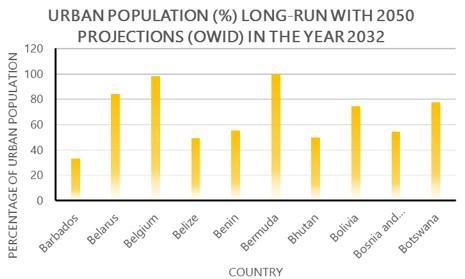 URBAN POPULATION (%) LONG-RUN WITH 2050
PROJECTIONS (OWID) IN THE YEAR 2032
PERCENTAGE OF URBAN POPULATION
120
100
80
60
40
20
0
Barbados
Belarus
Belgium
Belize
Benin
Bermuda
Bhutan
Bolivia
Bosnia and...
Botswana
COUNTRY